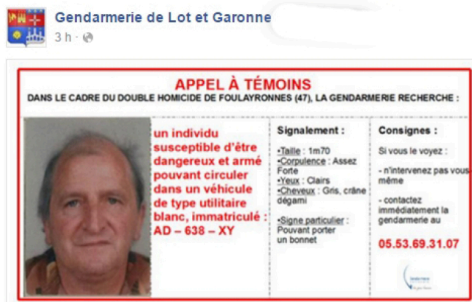 Gendarmerie de Lot et Garonne
3 h ·
APPEL À TÉMOINS
DANS LE CADRE DU DOUBLE HOMICIDE DE FOULAYRONNES (47), LA GENDARMERIE RECHERCHE :
un individu
susceptible d'être
dangereux et armé
pouvant circuler
dans un véhicule
de type utilitaire
blanc, immatriculé :
AD – 638 – XY
Signalement :
•Taille : 1m70
•Corpulence : Assez
Forte
•Yeux : Clairs
•Cheveux : Gris, crâne
dégarni
•Signe particulier :
Pouvant porter
un bonnet
Consignes :
Si vous le voyez :
- n'intervenez pas vous
même
- contactez
immédiatement la
gendarmerie au
05.53.69.31.07